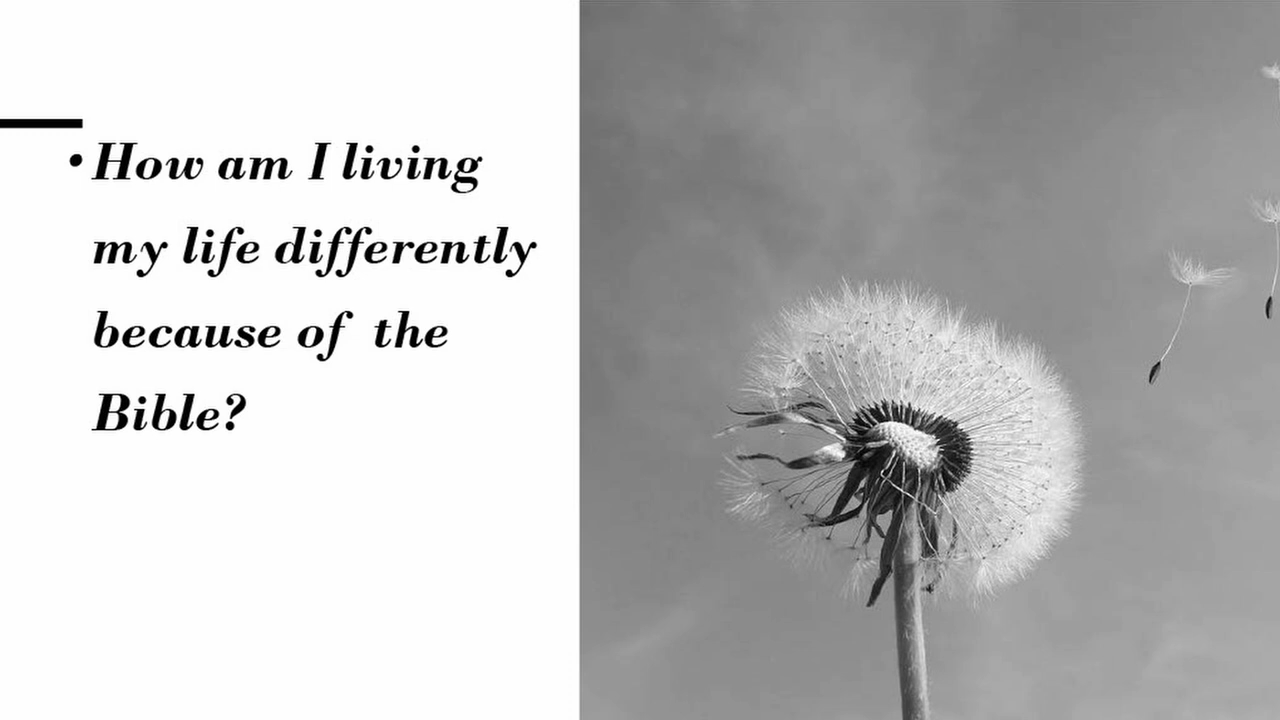 • How am I living
my life differently
because of the
Bible?